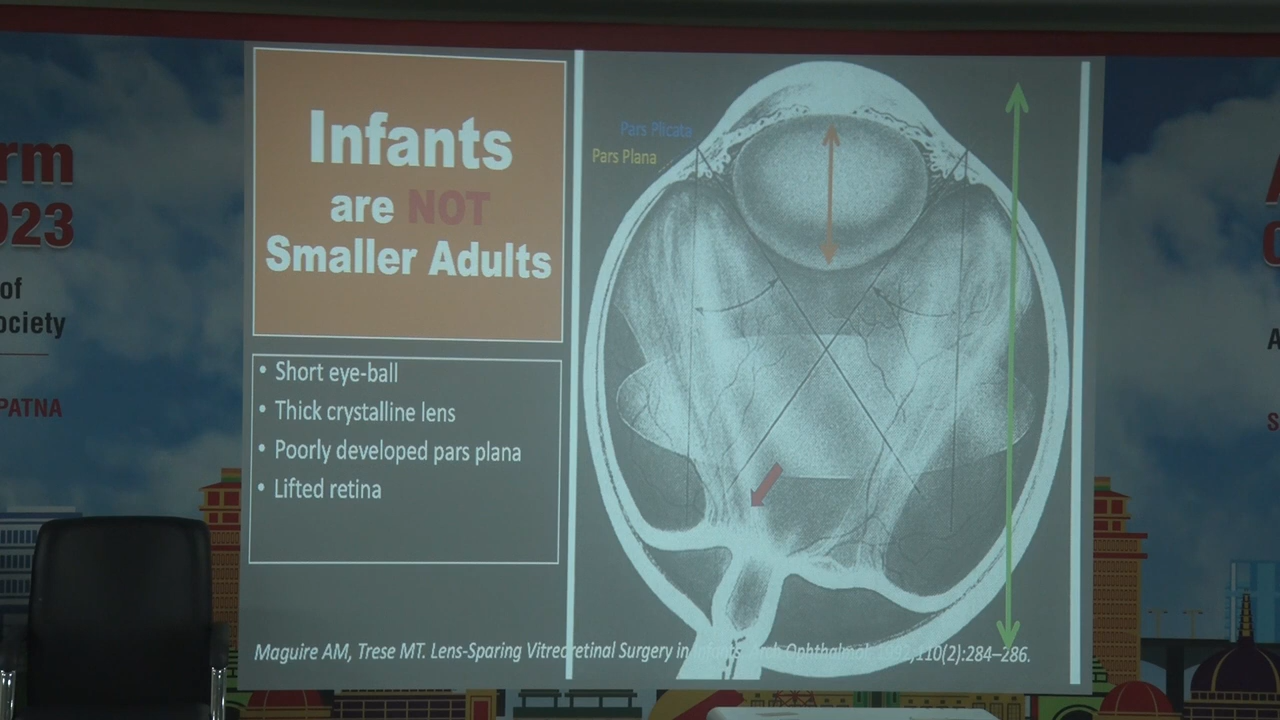 Infants
are NOT
Smaller Adults
• Short eye-ball
• Thick crystalline lens
• Poorly developed pars plana
• Lifted retina
Pars Plicata
Pars Plana
Maguire AM, Trese MT. Lens-Sparing Vitreoretinal Surgery in Infants. Arch Ophthalmol. 1992;110(2):284–286.
rm
023
of
ociety
PATNA